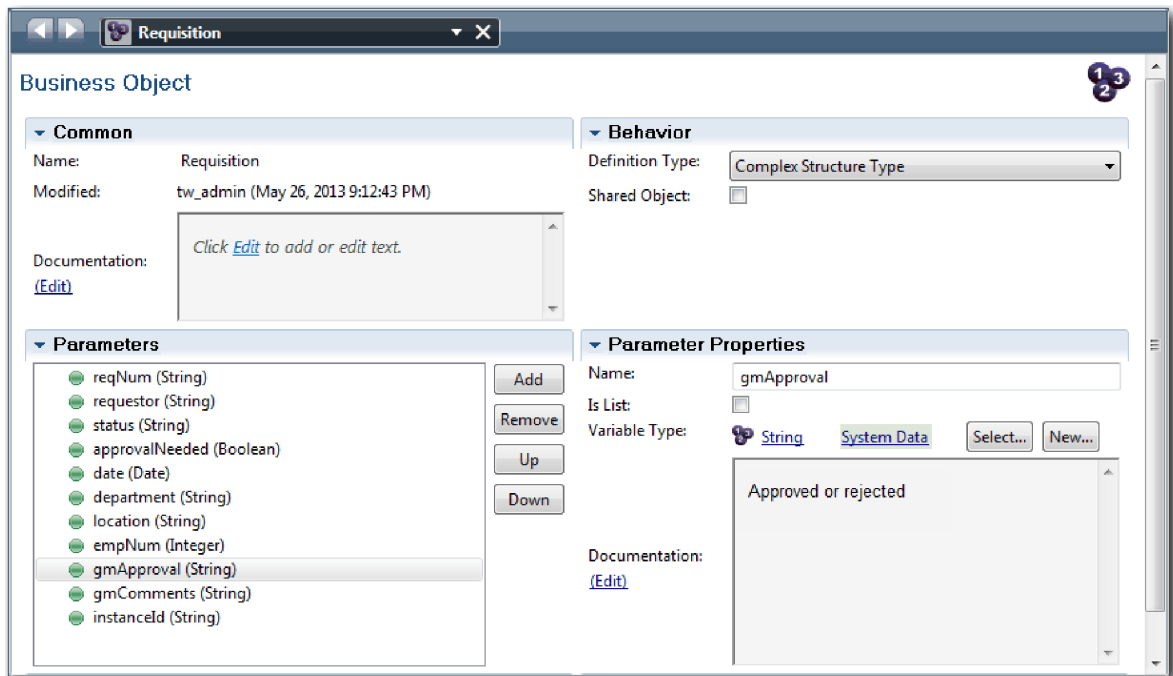 Requisition
Business Object
Common
Name: Requisition
Modified: tw_admin (May 26, 2013 9:12:43 PM)
Documentation:
(Edit)
Click Edit to add or edit text.
Behavior
Definition Type: Complex Structure Type
Shared Object:
Parameters
reqNum (String)
requestor (String)
status (String)
approvalNeeded (Boolean)
date (Date)
department (String)
location (String)
empNum (Integer)
gmApproval (String)
gmComments (String)
instanceId (String)
Add
Remove
Up
Down
Parameter Properties
Name: gmApproval
Is List:
Variable Type: String System Data Select... New...
Documentation:
(Edit)
Approved or rejected